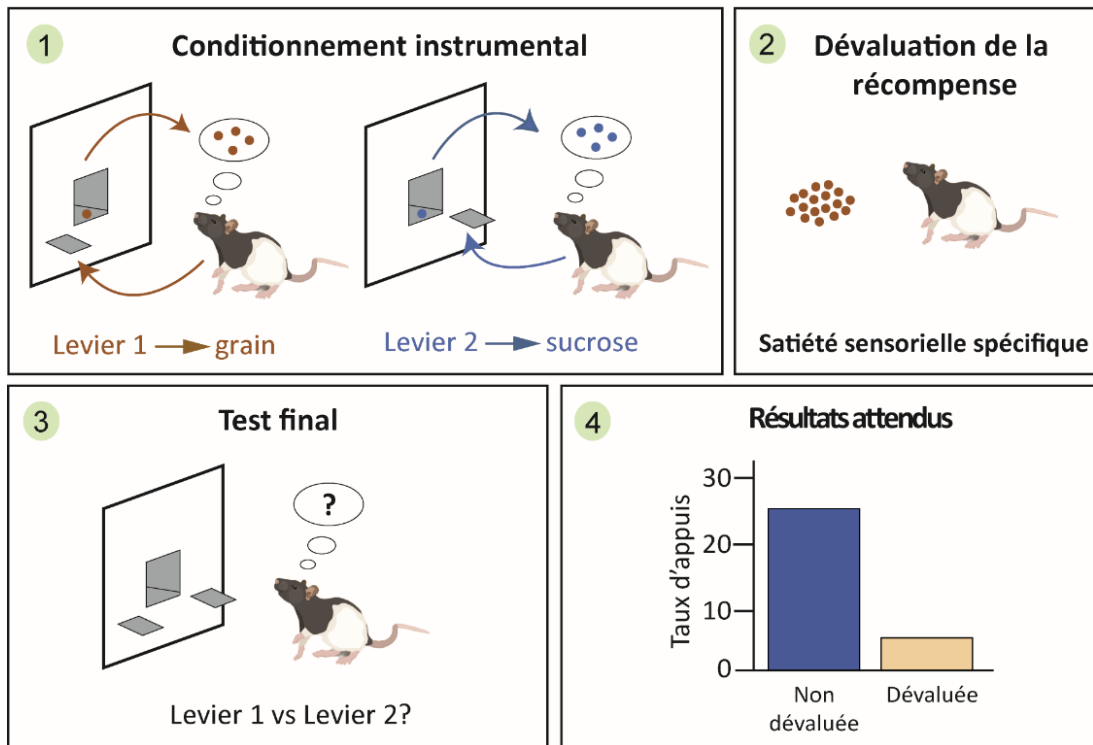 1
Conditionnement instrumental
Levier 1 → grain
Levier 2 → sucrose
2
Dévaluation de la
récompense
Satiété sensorielle spécifique
3
Test final
?
Levier 1 vs Levier 2?
4
Résultats attendus
Taux d'appuis
30
20
10
0
Non
dévaluée
Dévaluée